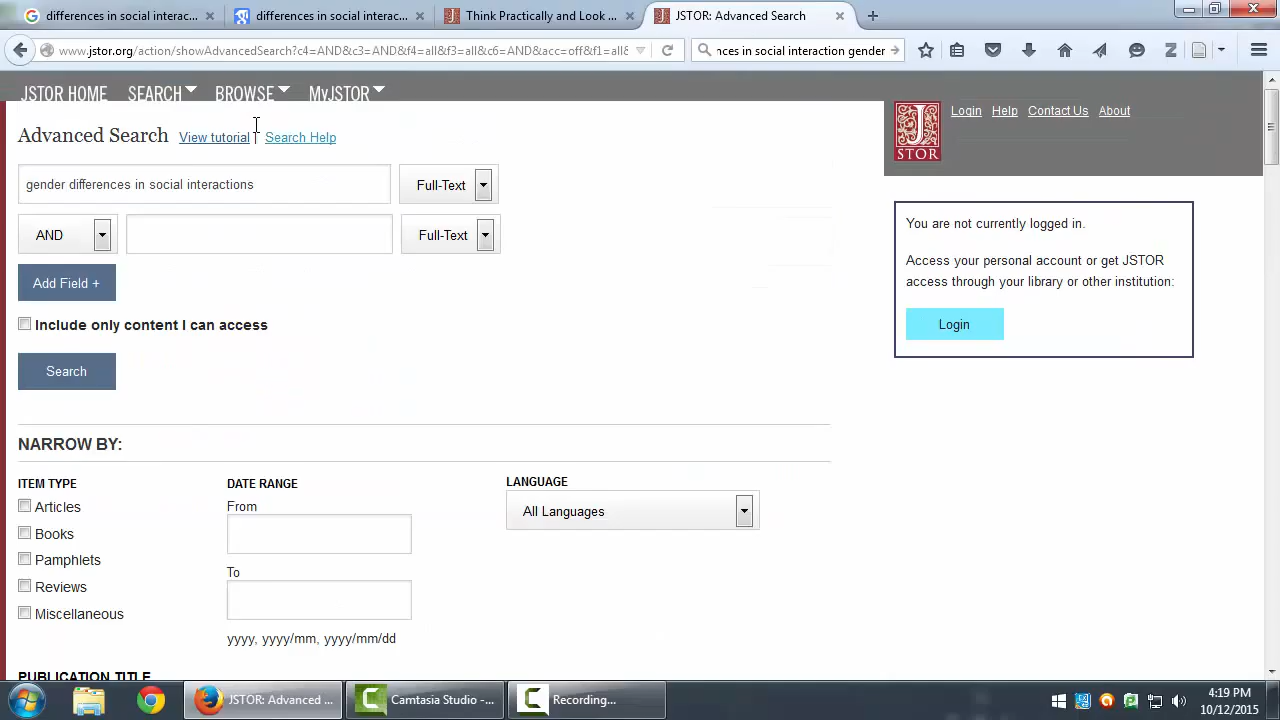 differences in social interac...
differences in social interac...
Think Practically and Look ...
JSTOR: Advanced Search
www.jstor.org/action/showAdvancedSearch?c4=AND&c3=AND&f4=all&f3=all&c6=AND&acc=off&f1=all&
nces in social interaction gender
JSTOR HOME SEARCH BROWSE MyJSTOR
JSTOR
Login Help Contact Us About
Advanced Search View tutorial Search Help
gender differences in social interactions Full-Text
AND Full-Text
Add Field +
Include only content I can access
Search
You are not currently logged in.
Access your personal account or get JSTOR
access through your library or other institution:
Login
NARROW BY:
ITEM TYPE
Articles
Books
Pamphlets
Reviews
Miscellaneous
DATE RANGE
From
To
yyyy, yyyy/mm, yyyy/mm/dd
LANGUAGE
All Languages
PUBLICATION TITLE
JSTOR: Advanced ...
Camtasia Studio -...
Recording...
4:19 PM
10/12/2015